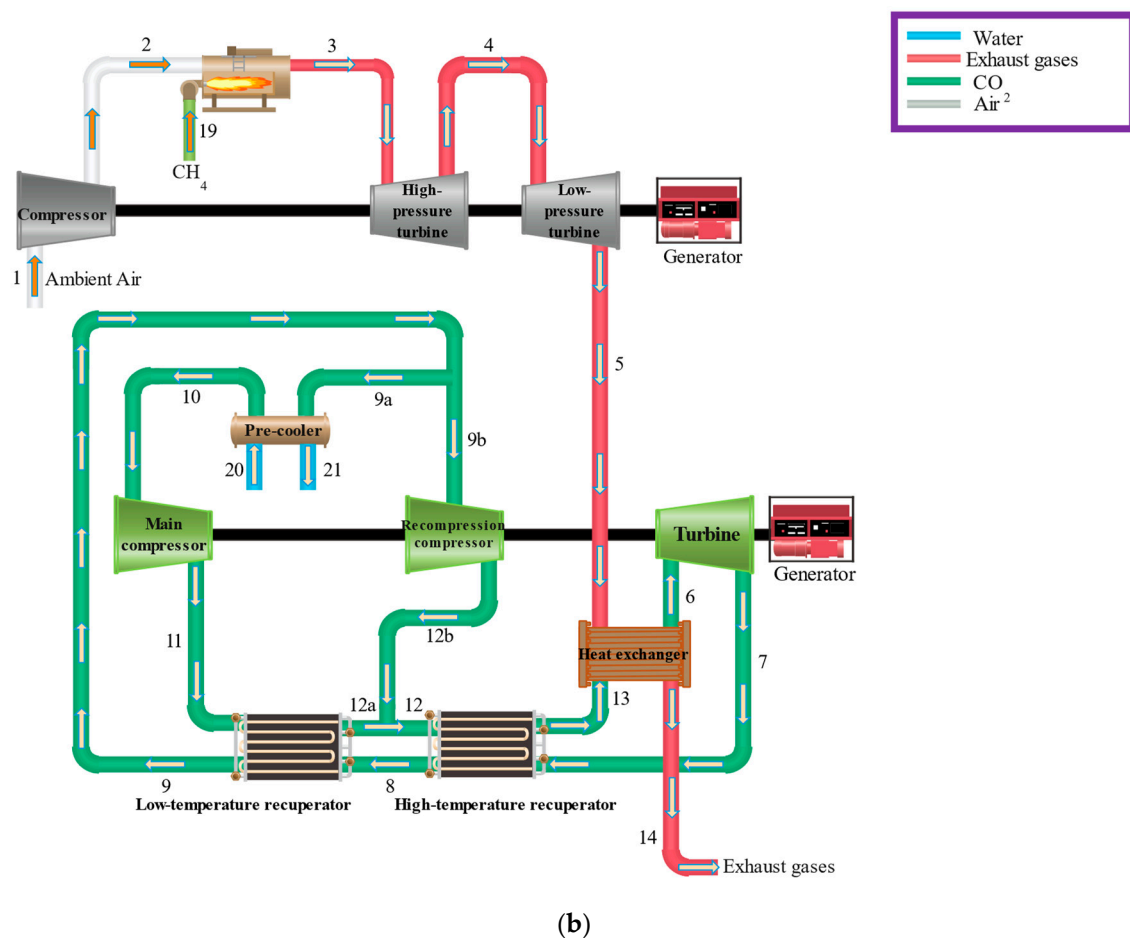 2
3
4
Water
Exhaust gases
CO
Air 2
19
CH
4
Compressor
High-
pressure
turbine
Low-
pressure
turbine
Generator
1
Ambient Air
5
10
9a
Pre-cooler
9b
20
21
Main
compressor
Recompression
compressor
Turbine
Generator
6
11
12b
Heat exchanger
7
12a
12
13
9
8
Low-temperature recuperator
High-temperature recuperator
14
Exhaust gases
(b)